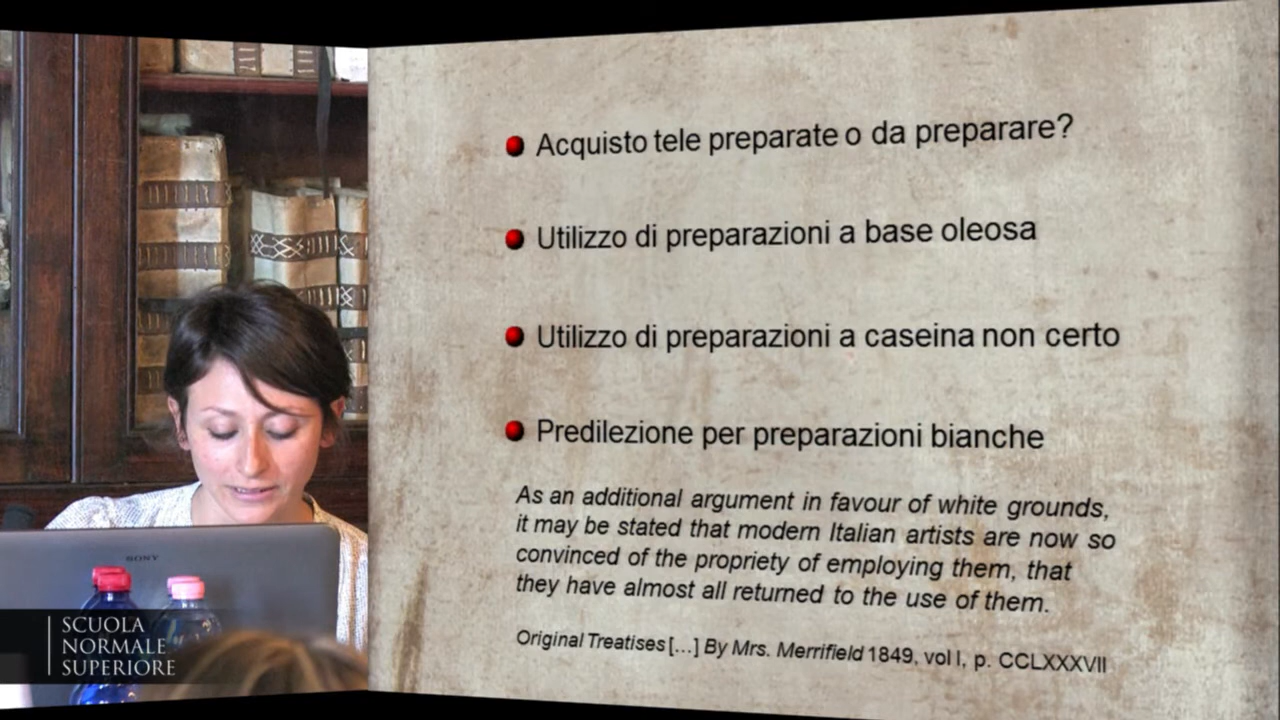 Acquisto tele preparate o da preparare?
Utilizzo di preparazioni a base oleosa
Utilizzo di preparazioni a caseina non certo
Predilezione per preparazioni bianche
As an additional argument in favour of white grounds,
it may be stated that modern Italian artists are now so
convinced of the propriety of employing them, that
they have almost all returned to the use of them.
Original Treatises [...] By Mrs. Merrifield 1849, vol I, p. CCLXXXVII
SONY
SCUOLA
NORMALE
SUPERIORE